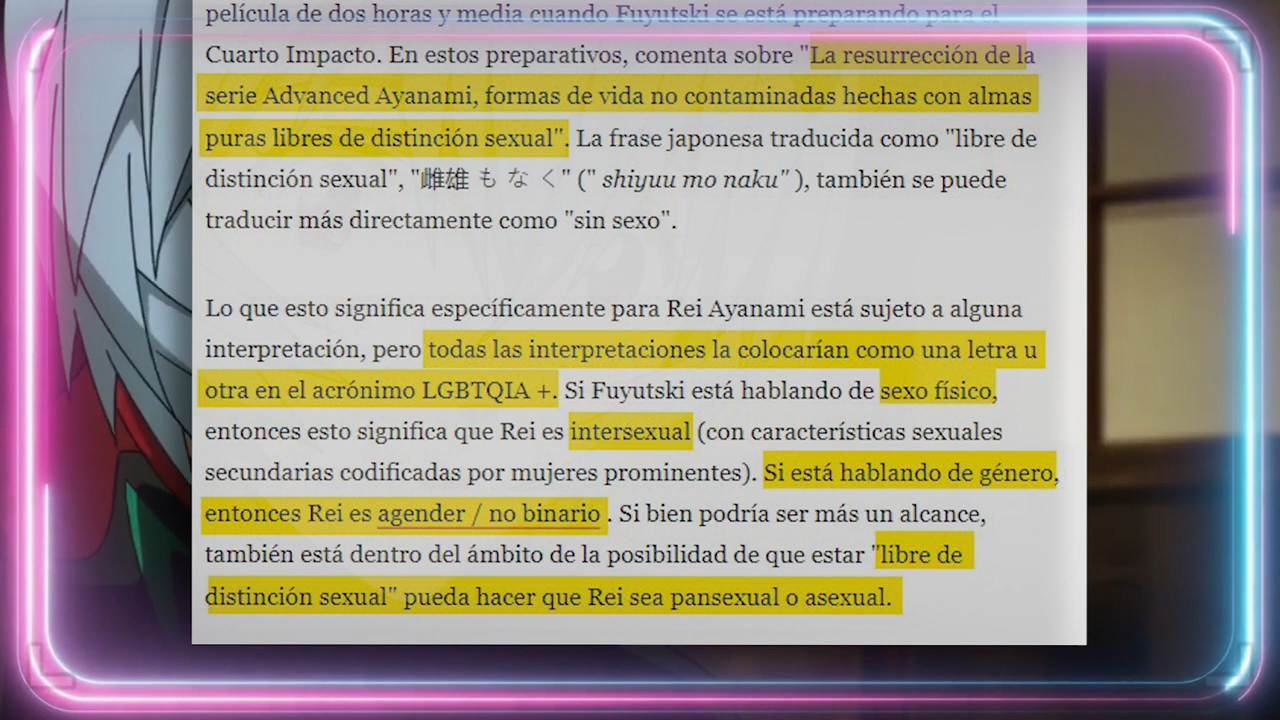 película de dos horas y media cuando Fuyutski se está preparando para el
Cuarto Impacto. En estos preparativos, comenta sobre "La resurrección de la
serie Advanced Ayanami, formas de vida no contaminadas hechas con almas
puras libres de distinción sexual". La frase japonesa traducida como "libre de
distinción sexual", "雌雄 も な く" (" shiyuu mo naku" ), también se puede
traducir más directamente como "sin sexo".
Lo que esto significa específicamente para Rei Ayanami está sujeto a alguna
interpretación, pero todas las interpretaciones la colocarían como una letra u
otra en el acrónimo LGBTQIA +. Si Fuyutski está hablando de sexo físico,
entonces esto significa que Rei es intersexual (con características sexuales
secundarias codificadas por mujeres prominentes). Si está hablando de género,
entonces Rei es agender / no binario . Si bien podría ser más un alcance,
también está dentro del ámbito de la posibilidad de que estar "libre de
distinción sexual" pueda hacer que Rei sea pansexual o asexual.